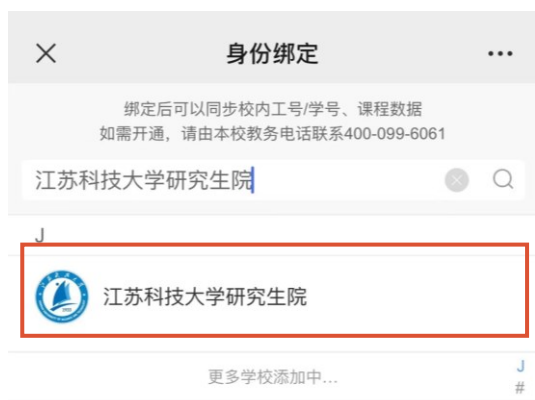 身份绑定
绑定后可以同步校内工号/学号、课程数据
如需开通，请由本校教务电话联系400-099-6061
江苏科技大学研究生院
J
江苏科技大学研究生院
更多学校添加中...
J
#